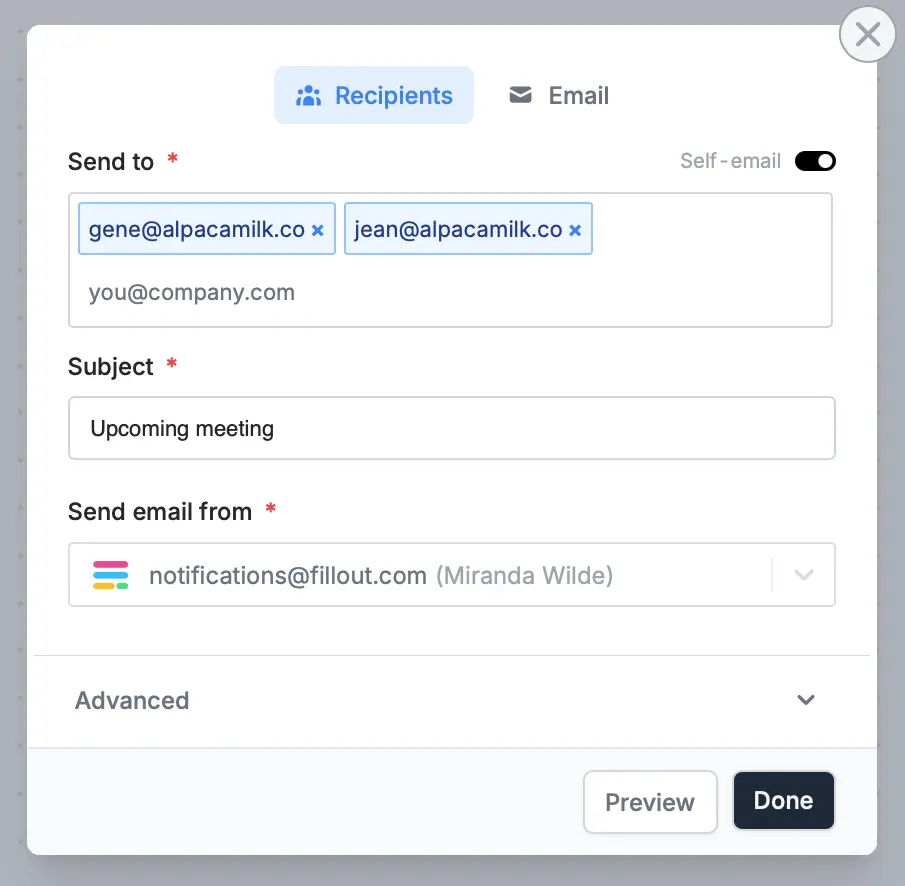 Recipients Email
Send to * Self-email
gene@alpacamilk.co × jean@alpacamilk.co ×
you@company.com
Subject *
Upcoming meeting
Send email from *
notifications@fillout.com (Miranda Wilde)
Advanced
Preview Done